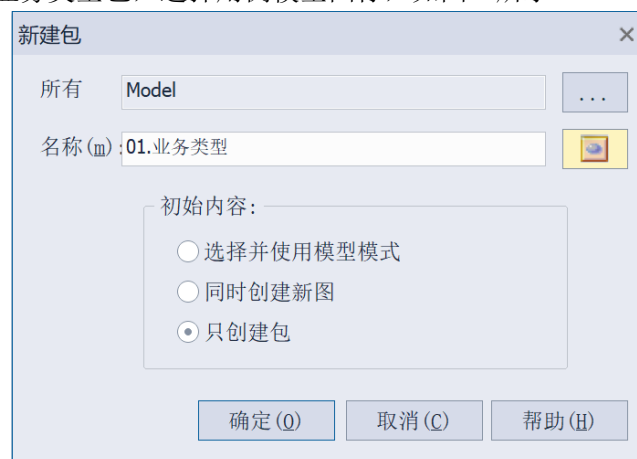 新建包
所有 Model ...
名称(m): 01.业务类型
初始内容:
选择并使用模型模式
同时创建新图
只创建包
确定(O) 取消(C) 帮助(H)